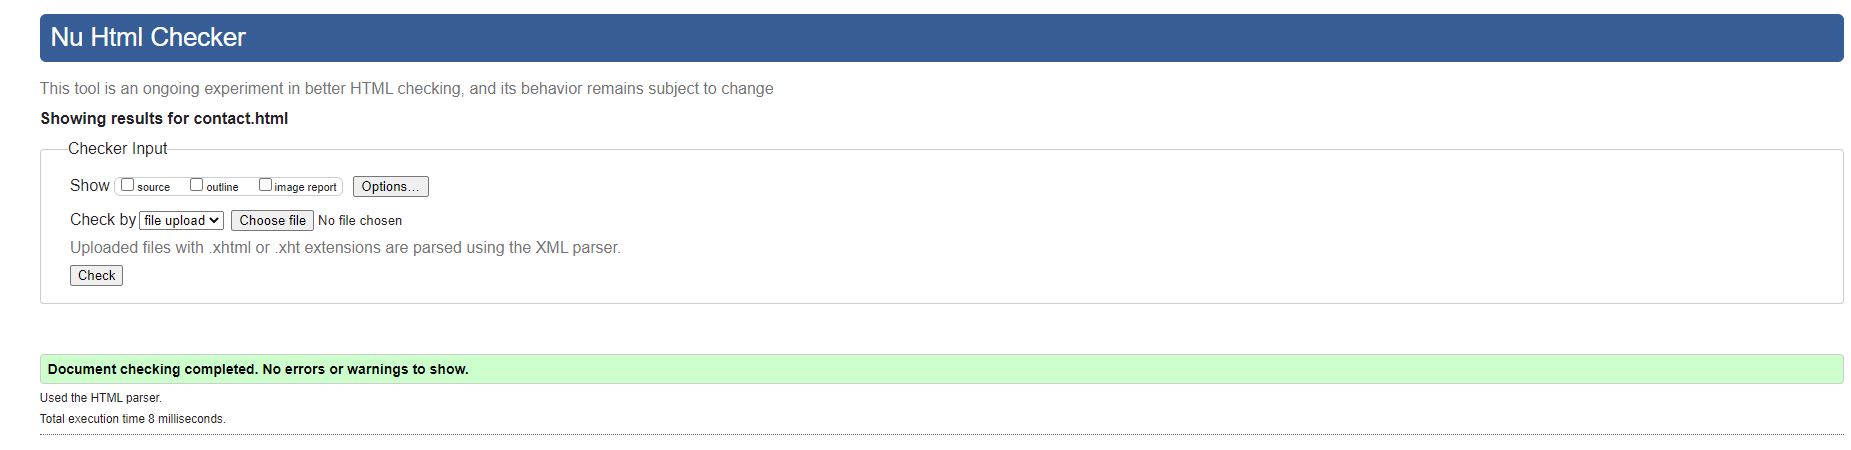 Nu Html Checker
This tool is an ongoing experiment in better HTML checking, and its behavior remains subject to change
Showing results for contact.html
Checker Input
Show source outline image report Options...
Check by file upload Choose file No file chosen
Uploaded files with .xhtml or .xht extensions are parsed using the XML parser.
Check
Document checking completed. No errors or warnings to show.
Used the HTML parser.
Total execution time 8 milliseconds.